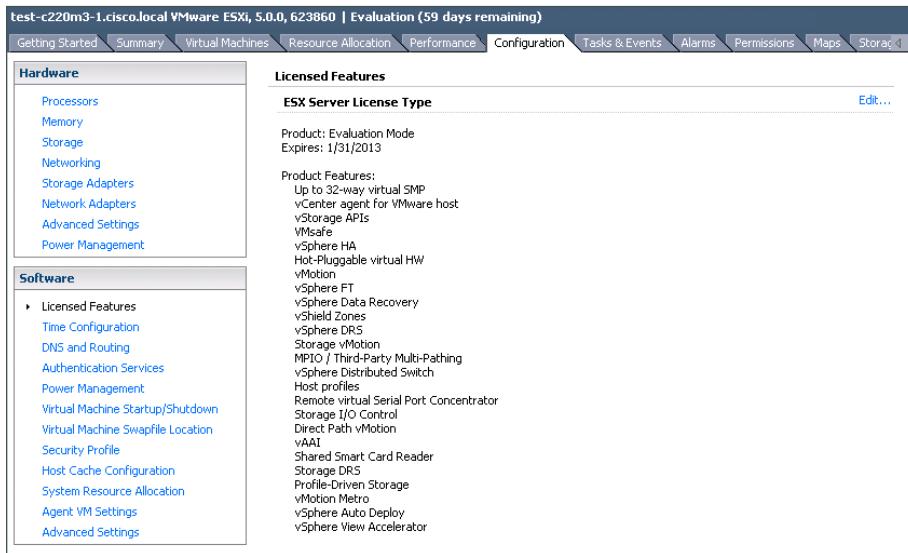 test-c220m3-1.cisco.local VMware ESXi, 5.0.0, 623860 | Evaluation (59 days remaining)
Getting Started Summary Virtual Machines Resource Allocation Performance Configuration Tasks & Events Alarms Permissions Maps
Hardware
Processors
Memory
Storage
Networking
Storage Adapters
Network Adapters
Advanced Settings
Power Management
Software
Licensed Features
Time Configuration
DNS and Routing
Authentication Services
Power Management
Virtual Machine Startup/Shutdown
Virtual Machine Swapfile Location
Security Profile
Host Cache Configuration
System Resource Allocation
Agent VM Settings
Advanced Settings
Licensed Features
ESX Server License Type Edit...
Product: Evaluation Mode
Expires: 1/31/2013
Product Features:
Up to 32-way virtual SMP
vCenter agent for VMware host
vStorage APIs
VMsafe
vSphere HA
Hot-Pluggable virtual HW
vMotion
vSphere FT
vSphere Data Recovery
vShield Zones
vSphere DRS
Storage vMotion
MPIO / Third-Party Multi-Pathing
vSphere Distributed Switch
Host profiles
Remote virtual Serial Port Concentrator
Storage I/O Control
Direct Path vMotion
vAAI
Shared Smart Card Reader
Storage DRS
Profile-Driven Storage
vMotion Metro
vSphere Auto Deploy
vSphere View Accelerator